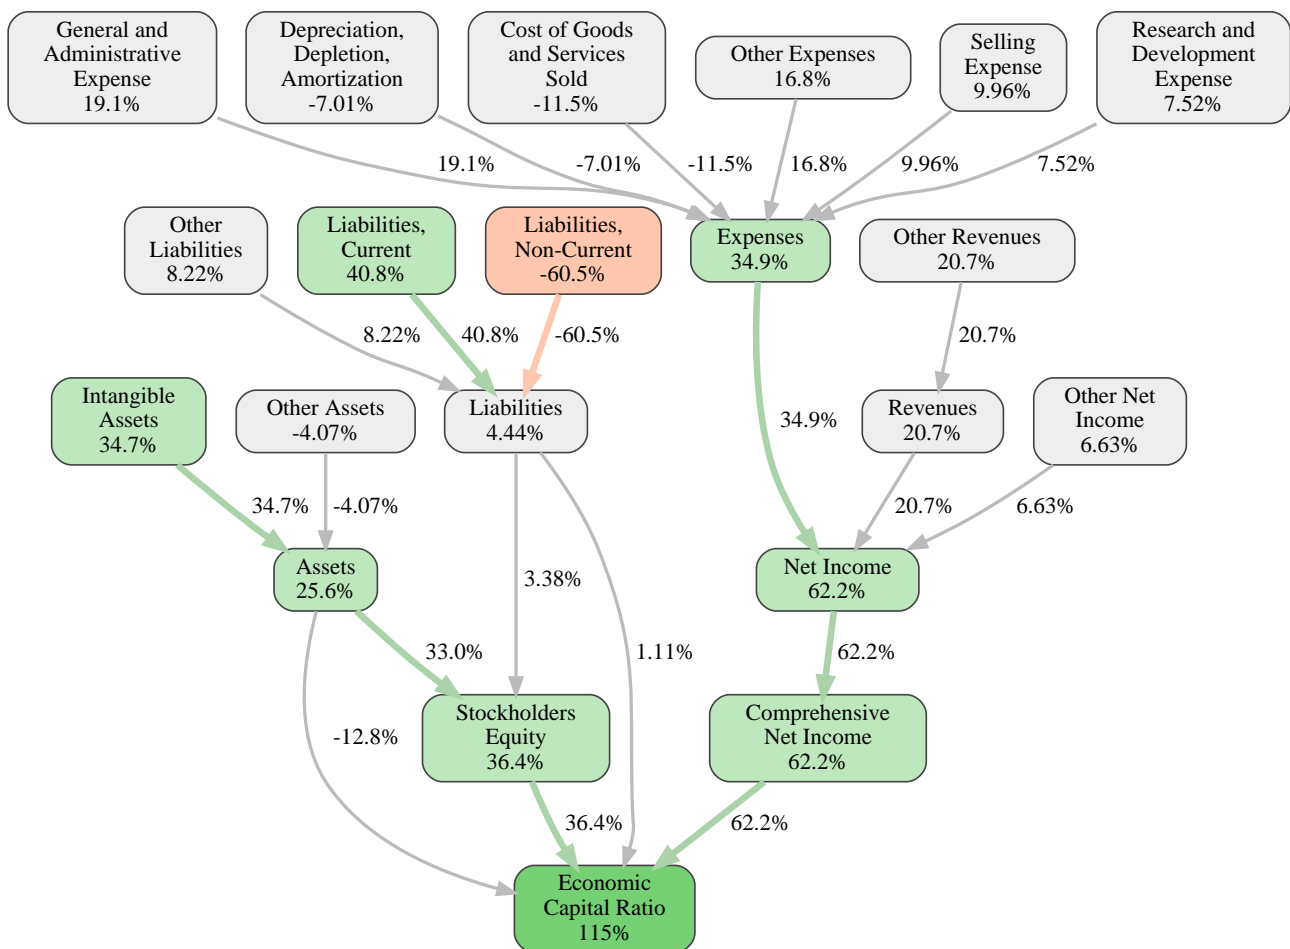 General and
Administrative
Expense
19.1%
Depreciation,
Depletion,
Amortization
-7.01%
Cost of Goods
and Services
Sold
-11.5%
Other Expenses
16.8%
Selling
Expense
9.96%
Research and
Development
Expense
7.52%
19.1%
-7.01%
-11.5%
16.8%
9.96%
7.52%
Other
Liabilities
8.22%
Liabilities,
Current
40.8%
Liabilities,
Non-Current
-60.5%
Expenses
34.9%
Other Revenues
20.7%
8.22%
40.8%
-60.5%
20.7%
Intangible
Assets
34.7%
Other Assets
-4.07%
Liabilities
4.44%
34.9%
Revenues
20.7%
Other Net
Income
6.63%
34.7%
-4.07%
20.7%
6.63%
Assets
25.6%
3.38%
Net Income
62.2%
33.0%
1.11%
62.2%
-12.8%
Stockholders
Equity
36.4%
Comprehensive
Net Income
62.2%
36.4%
62.2%
Economic
Capital Ratio
115%